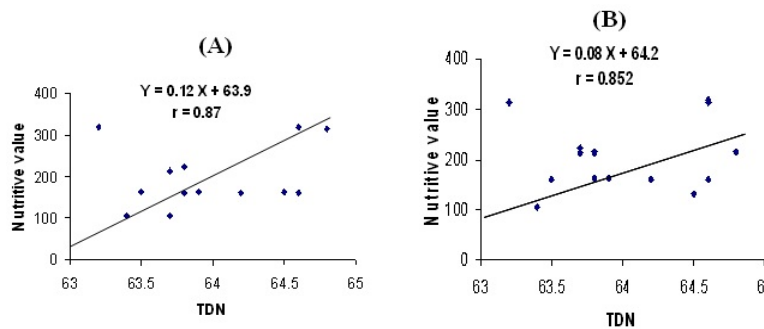 (A)
Y = 0.12 X + 63.9
r = 0.87
Nutritive value
400
300
200
100
0
63
63.5
64
64.5
65
TDN
(B)
Y = 0.08 X + 64.2
r = 0.852
Nutritive value
400
300
200
100
0
63
63.5
64
64.5
6
TDN